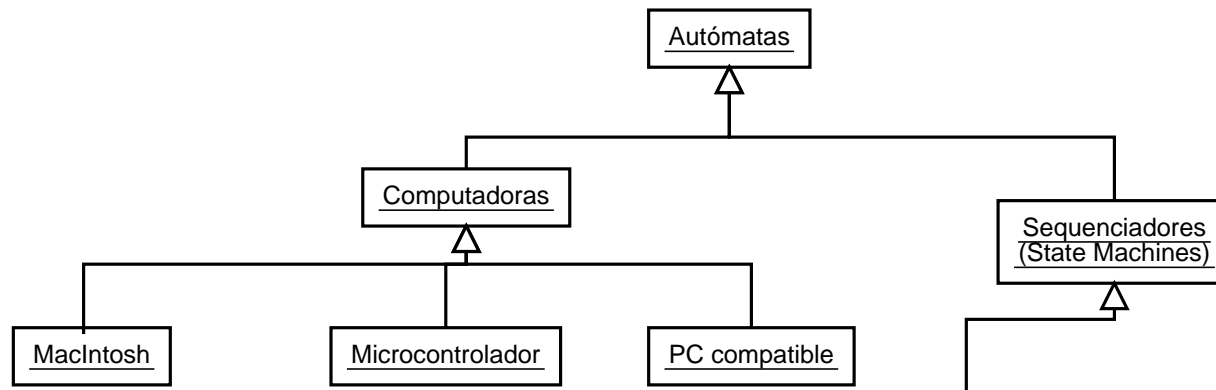 Autómatas
Computadoras
Sequenciadores
(State Machines)
MacIntosh
Microcontrolador
PC compatible